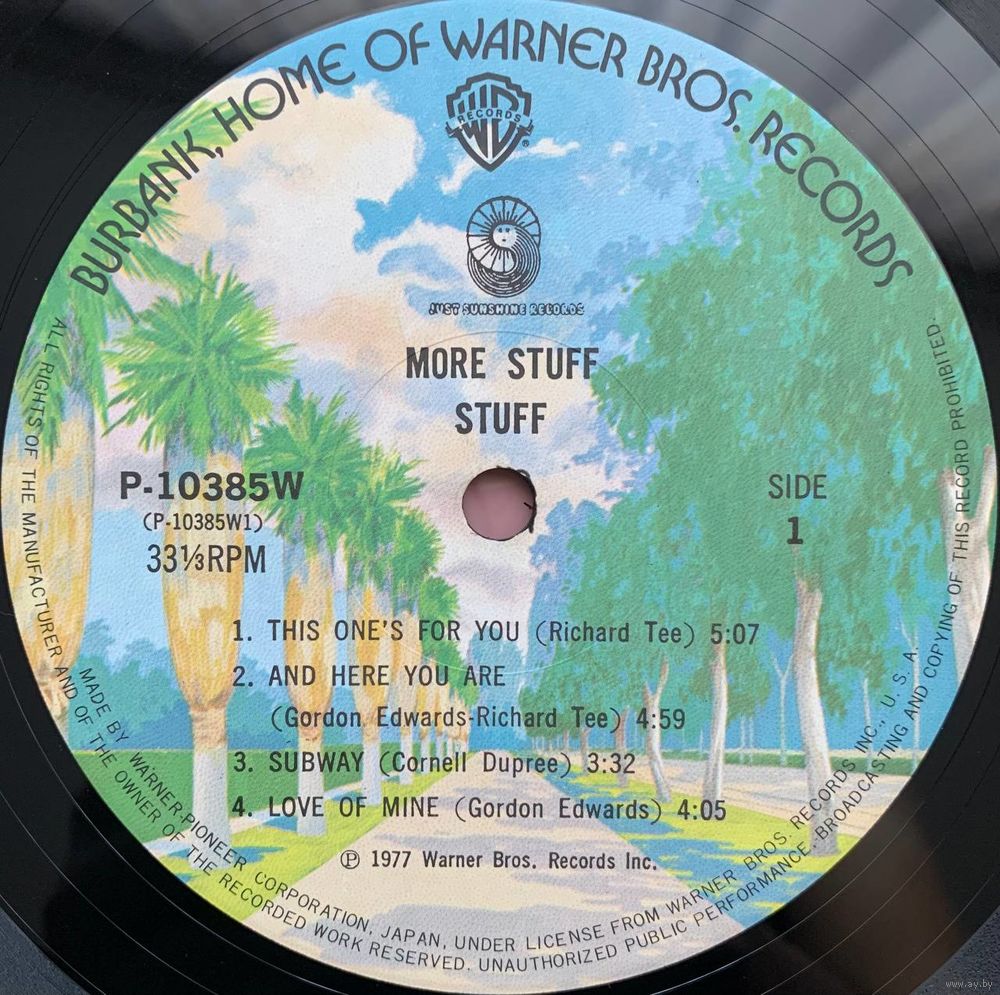 BURBANK, HOME OF WARNER BROS. RECORDS
WB
RECORDS
®
JUST SUNSHINE RECORDS
MORE STUFF
STUFF
P-10385W
(P-10385W1)
33⅓RPM
SIDE
1
1. THIS ONE'S FOR YOU (Richard Tee) 5:07
2. AND HERE YOU ARE
(Gordon Edwards-Richard Tee) 4:59
3. SUBWAY (Cornell Dupree) 3:32
4. LOVE OF MINE (Gordon Edwards) 4:05
Ⓟ 1977 Warner Bros. Records Inc.
MADE BY WARNER-PIONEER CORPORATION, JAPAN, UNDER LICENSE FROM WARNER BROS. RECORDS INC., U. S. A.
ALL RIGHTS OF THE MANUFACTURER AND OF THE OWNER OF THE RECORDED WORK RESERVED. UNAUTHORIZED PUBLIC PERFORMANCE, BROADCASTING AND COPYING OF THIS RECORD PROHIBITED.
www.ay.by